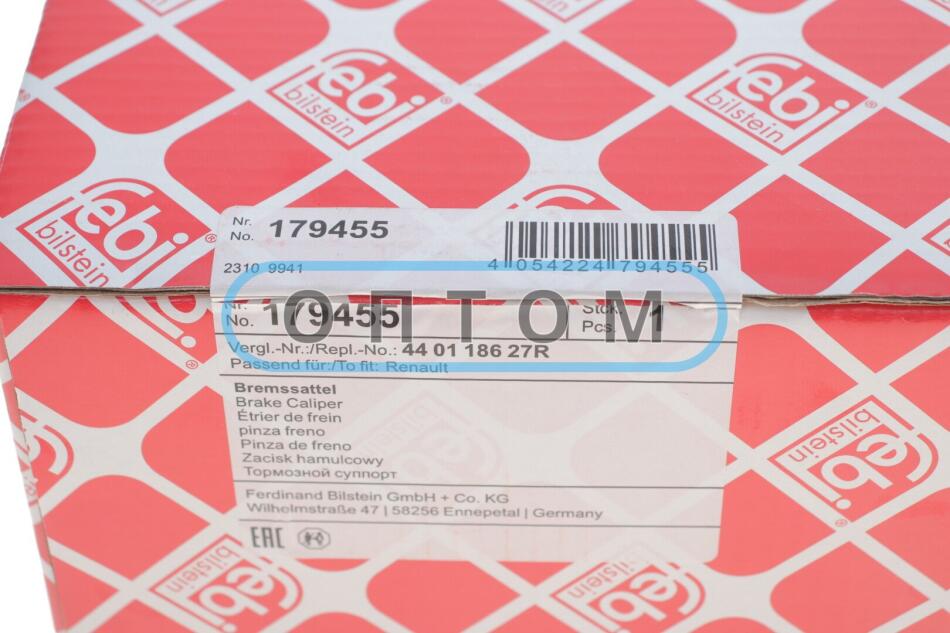 febi
bilstein
febi
bilstein
febi
bilstein
Nr.
No. 179455
2310 9941
4 054224 794555
ОПТОМ
Nr.
No. 179455
Stck.
Pcs. 1
Vergl.-Nr./Repl.-No.: 44 01 186 27R
Passend für:/To fit: Renault
Bremssattel
Brake Caliper
Étrier de frein
pinza freno
Pinza de freno
Zacisk hamulcowy
Тормозной суппорт
Ferdinand Bilstein GmbH + Co. KG
Wilhelmstraße 47 | 58256 Ennepetal | Germany
EAC
febi
bilstein
febi
bilstein
febi
bilstein